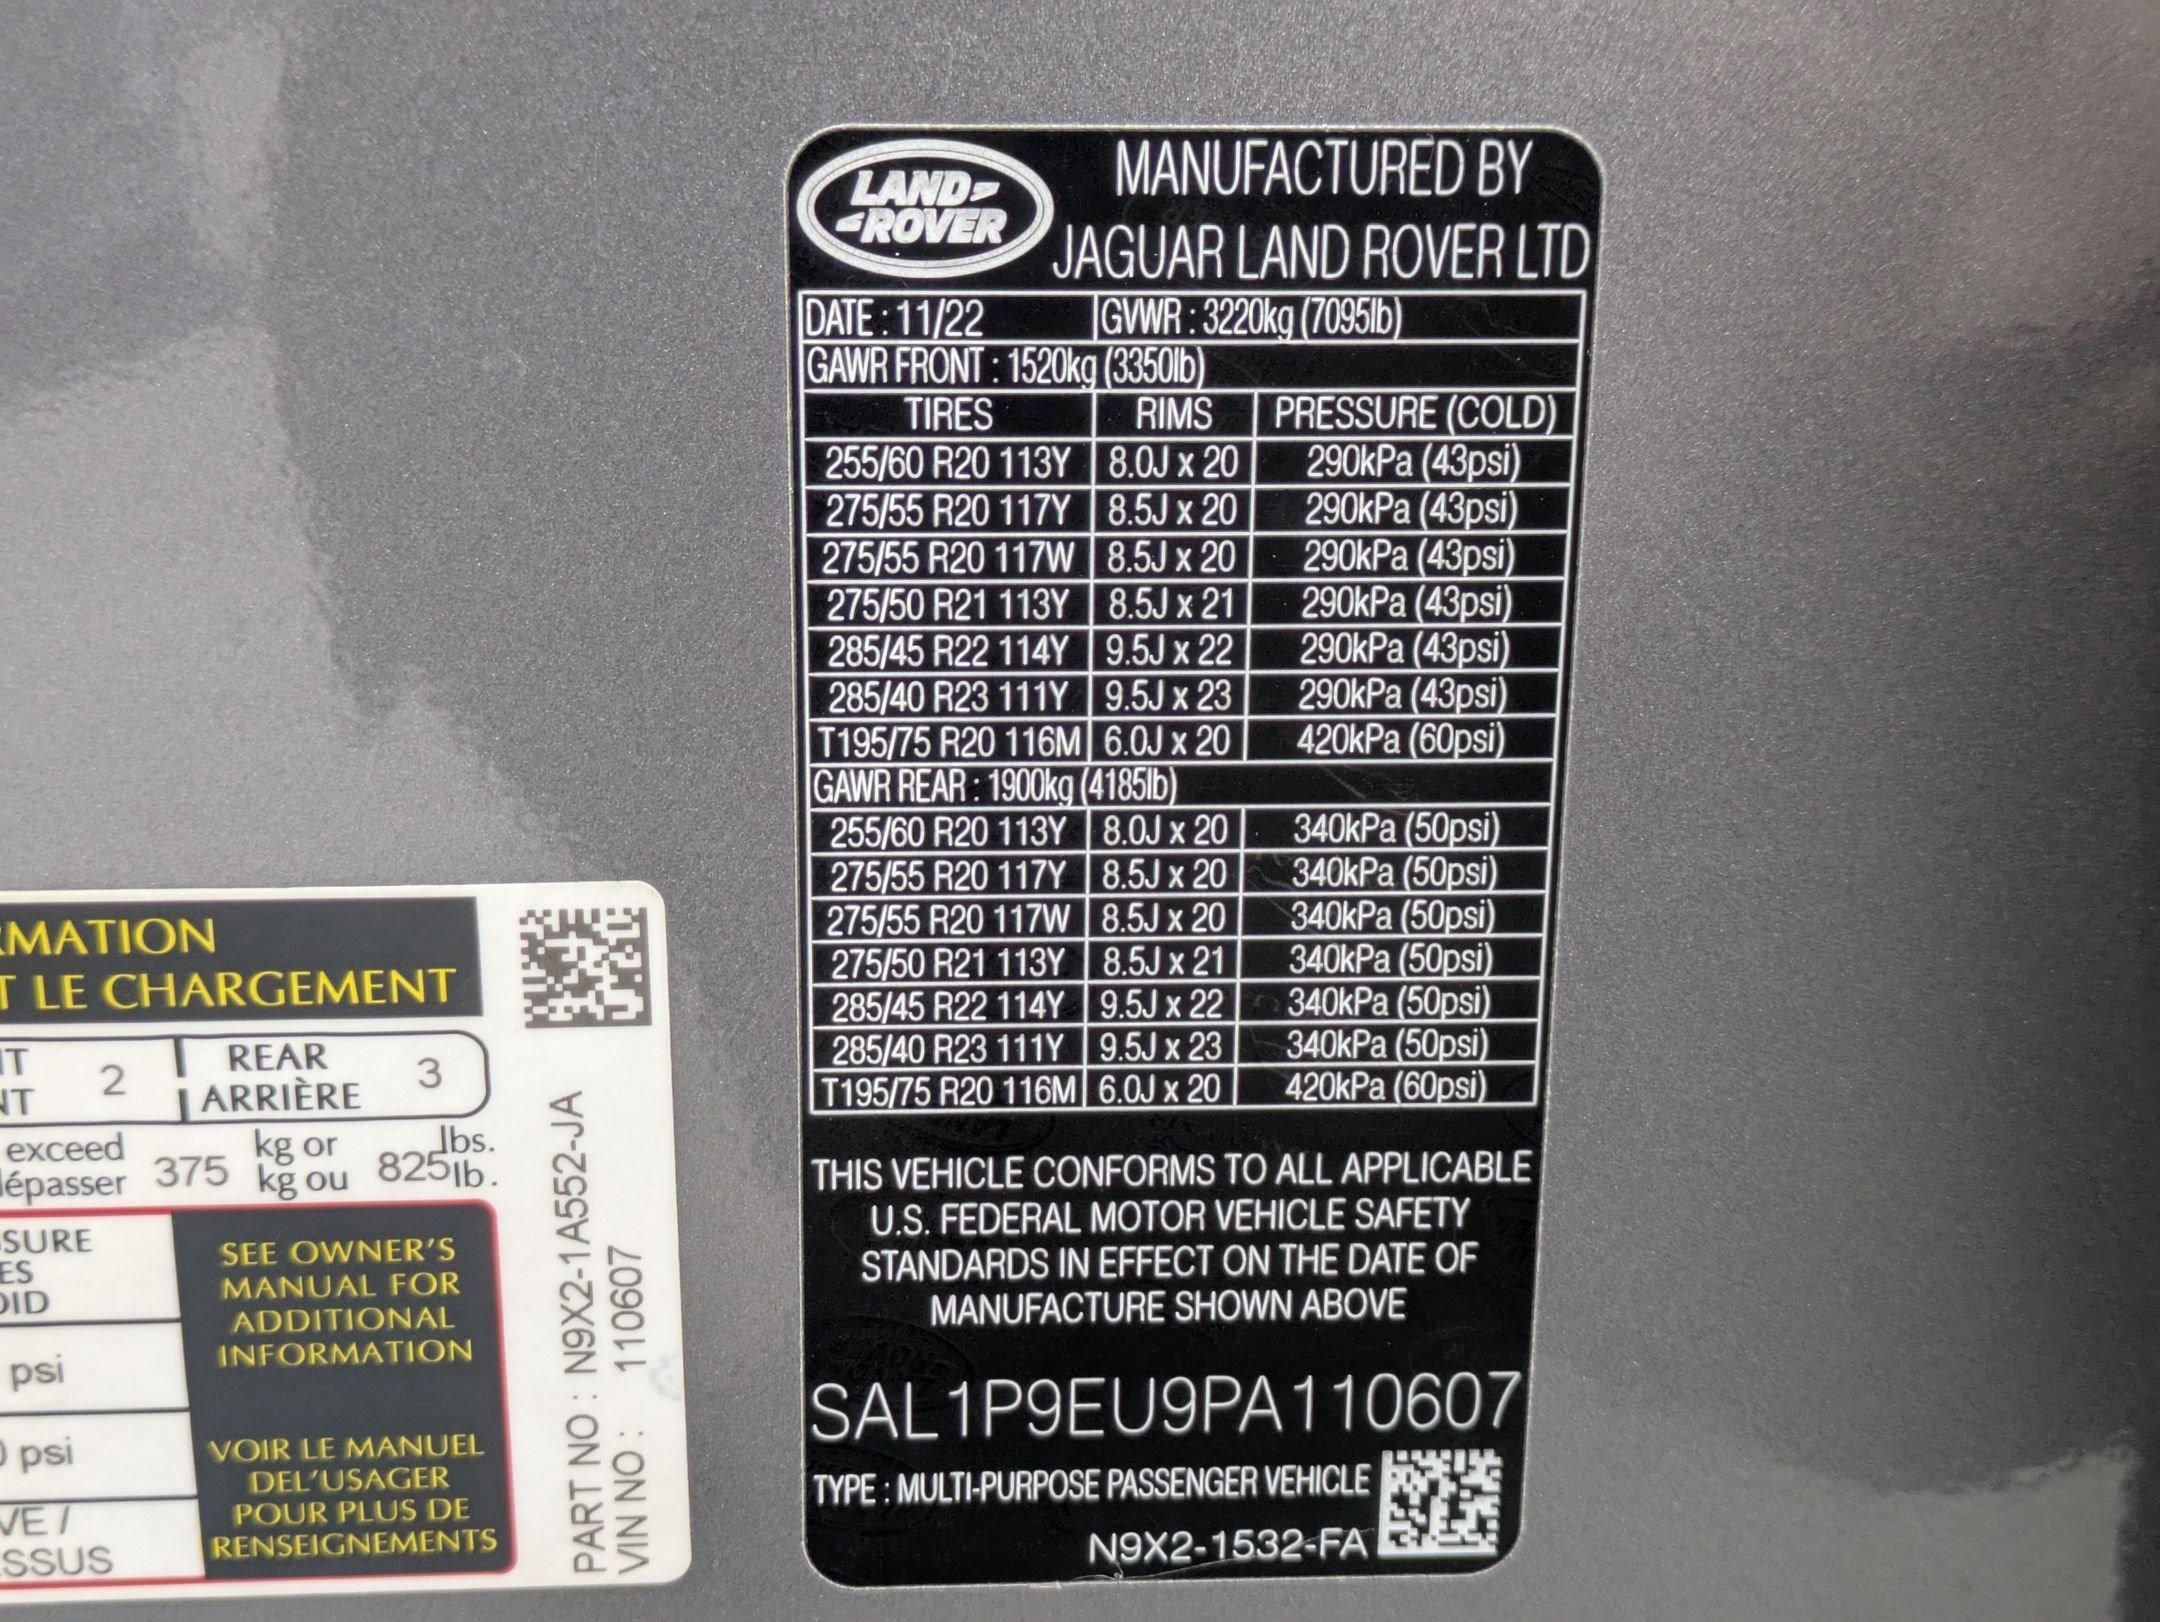 LAND
ROVER
MANUFACTURED BY
JAGUAR LAND ROVER LTD
DATE : 11/22 GVWR : 3220kg (7095lb)
GAWR FRONT : 1520kg (3350lb)
TIRES RIMS PRESSURE (COLD)
255/60 R20 113Y 8.0J x 20 290kPa (43psi)
275/55 R20 117Y 8.5J x 20 290kPa (43psi)
275/55 R20 117W 8.5J x 20 290kPa (43psi)
275/50 R21 113Y 8.5J x 21 290kPa (43psi)
285/45 R22 114Y 9.5J x 22 290kPa (43psi)
285/40 R23 111Y 9.5J x 23 290kPa (43psi)
T195/75 R20 116M 6.0J x 20 420kPa (60psi)
GAWR REAR : 1900kg (4185lb)
255/60 R20 113Y 8.0J x 20 340kPa (50psi)
275/55 R20 117Y 8.5J x 20 340kPa (50psi)
275/55 R20 117W 8.5J x 20 340kPa (50psi)
275/50 R21 113Y 8.5J x 21 340kPa (50psi)
285/45 R22 114Y 9.5J x 22 340kPa (50psi)
285/40 R23 111Y 9.5J x 23 340kPa (50psi)
T195/75 R20 116M 6.0J x 20 420kPa (60psi)
THIS VEHICLE CONFORMS TO ALL APPLICABLE
U.S. FEDERAL MOTOR VEHICLE SAFETY
STANDARDS IN EFFECT ON THE DATE OF
MANUFACTURE SHOWN ABOVE
SAL1P9EU9PA110607
TYPE : MULTI-PURPOSE PASSENGER VEHICLE
N9X2-1532-FA
RMATION
T LE CHARGEMENT
NT 2 REAR 3
NT ARRIÈRE
exceed 375 kg or 825 lbs.
dépasser kg ou lb.
SSURE
ES
OID
psi
0 psi
VE /
SSUS
SEE OWNER'S
MANUAL FOR
ADDITIONAL
INFORMATION
VOIR LE MANUEL
DEL'USAGER
POUR PLUS DE
RENSEIGNEMENTS
PART NO : N9X2-1A552-JA
VIN NO : 110607